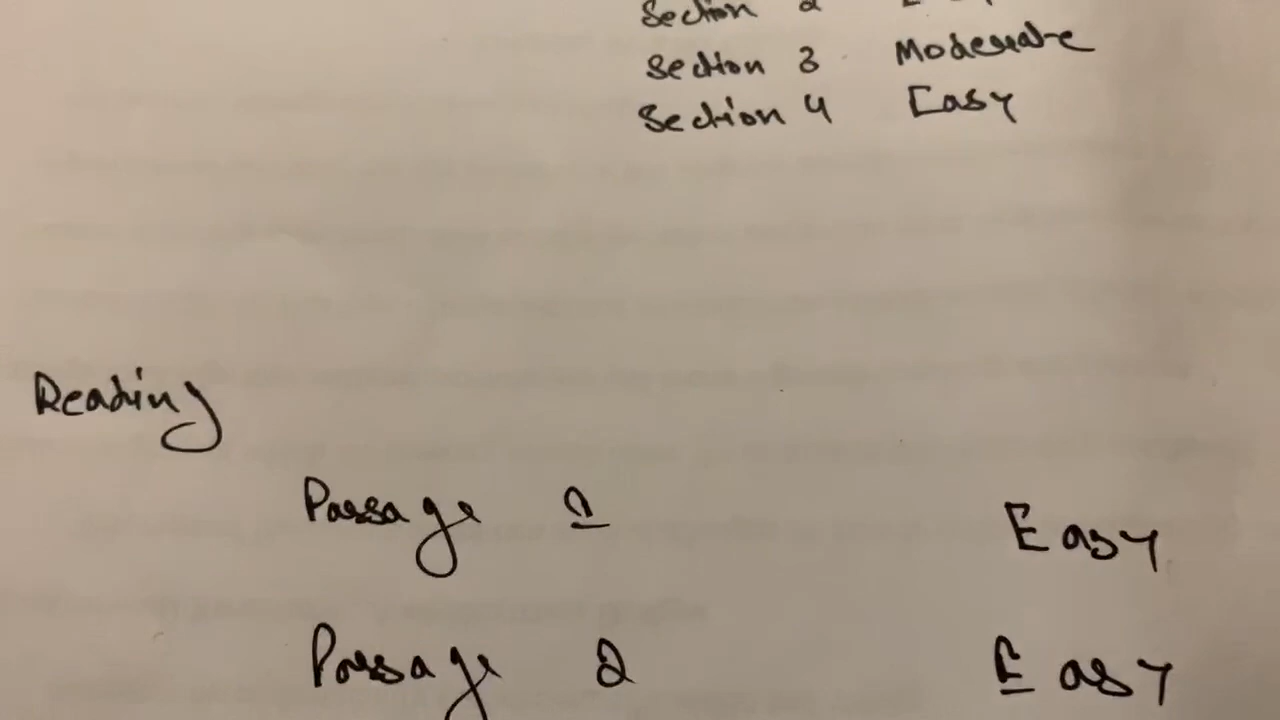 Section 2
Section 3 Moderate
Section 4 Easy
Reading
Passage 1 Easy
Passage 2 Easy